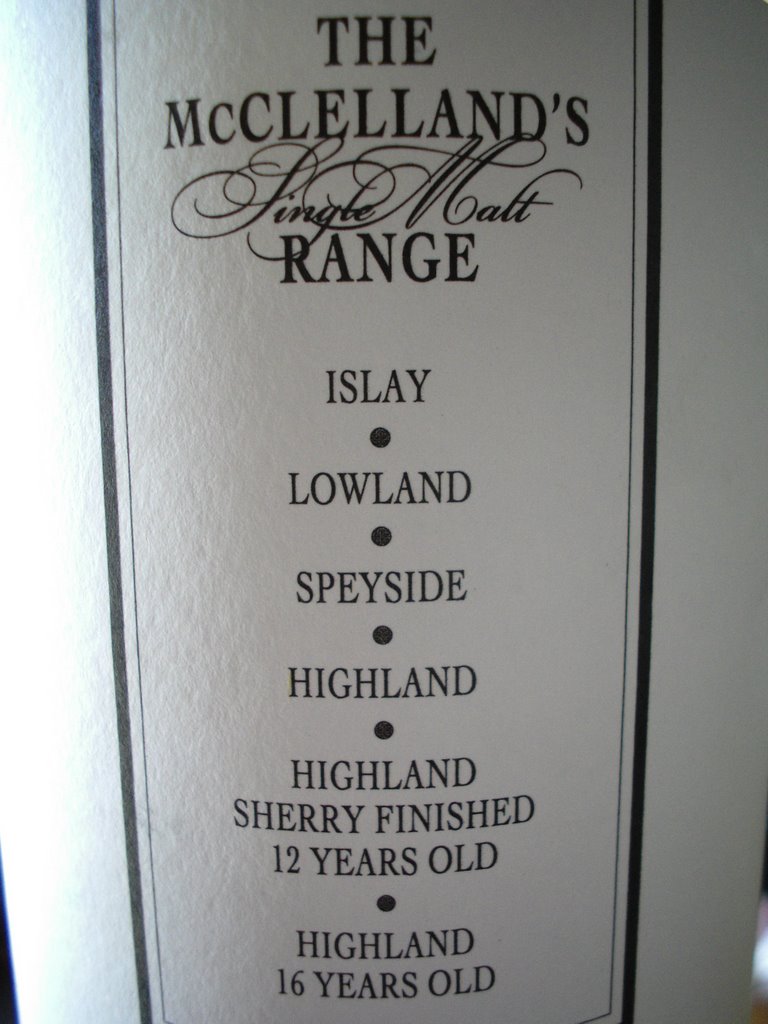 THE
McCLELLAND'S
Single Malt
RANGE
ISLAY
●
LOWLAND
●
SPEYSIDE
●
HIGHLAND
●
HIGHLAND
SHERRY FINISHED
12 YEARS OLD
●
HIGHLAND
16 YEARS OLD